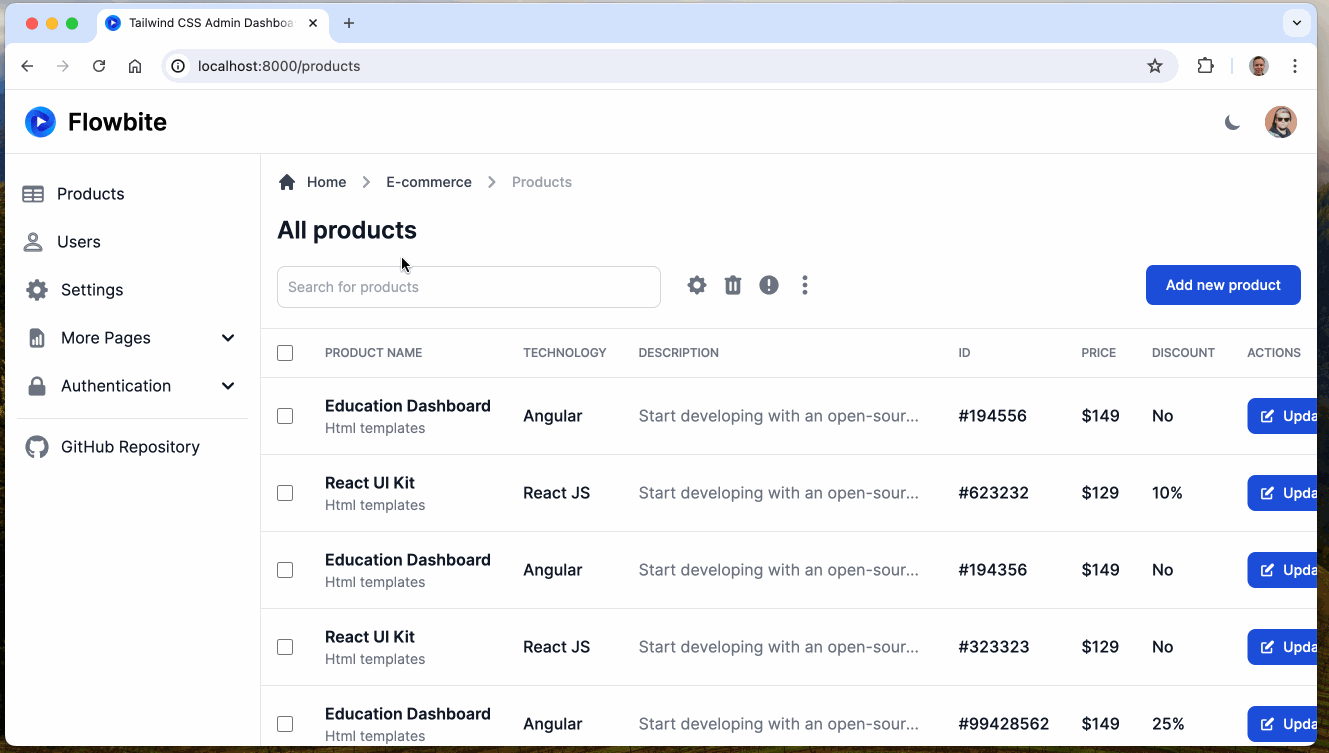 Tailwind CSS Admin Dashboa
localhost:8000/products
Flowbite
Products
Users
Settings
More Pages
Authentication
GitHub Repository
Home E-commerce Products
All products
Search for products
Add new product
PRODUCT NAME TECHNOLOGY DESCRIPTION ID PRICE DISCOUNT ACTIONS
Education Dashboard
Html templates
Angular Start developing with an open-sour... #194556 $149 No Upda
React UI Kit
Html templates
React JS Start developing with an open-sour... #623232 $129 10% Upda
Education Dashboard
Html templates
Angular Start developing with an open-sour... #194356 $149 No Upda
React UI Kit
Html templates
React JS Start developing with an open-sour... #323323 $129 No Upda
Education Dashboard
Html templates
Angular Start developing with an open-sour... #99428562 $149 25% Upda